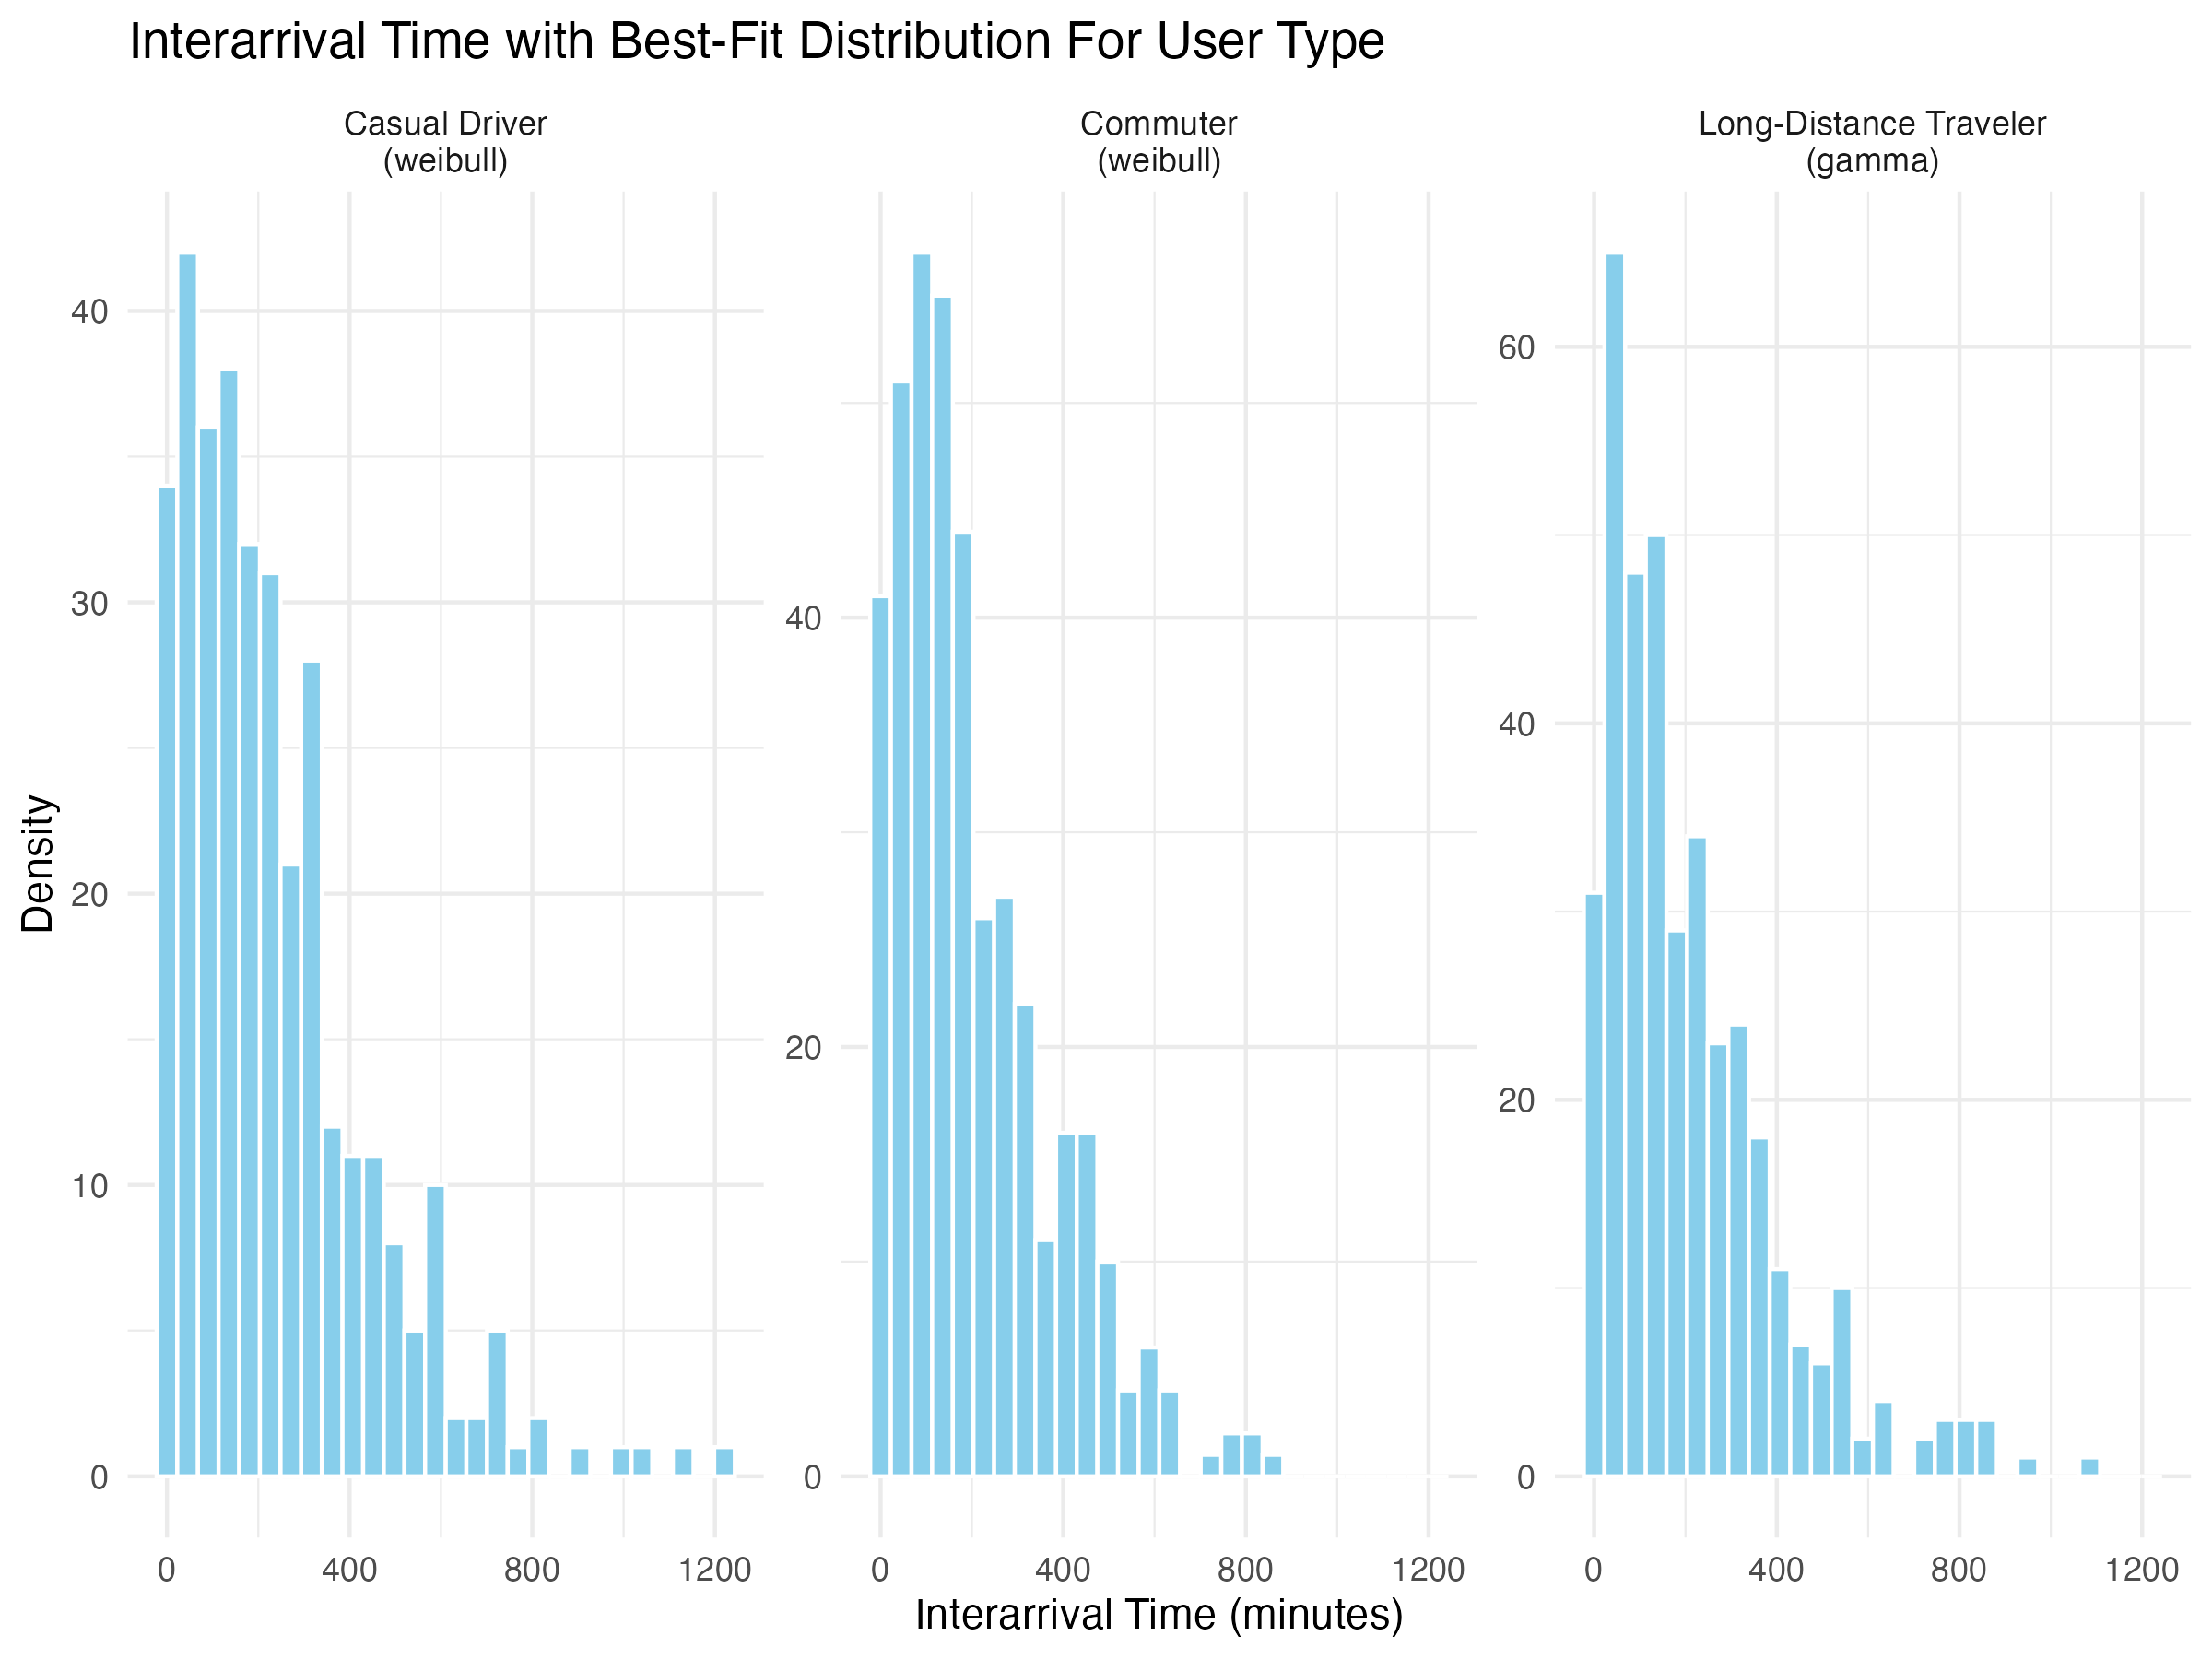 Interarrival Time with Best-Fit Distribution For User Type
Casual Driver
(weibull)
Commuter
(weibull)
Long-Distance Traveler
(gamma)
Density
40
30
20
10
0
40
20
0
60
40
20
0
0 400 800 1200
0 400 800 1200
0 400 800 1200
Interarrival Time (minutes)